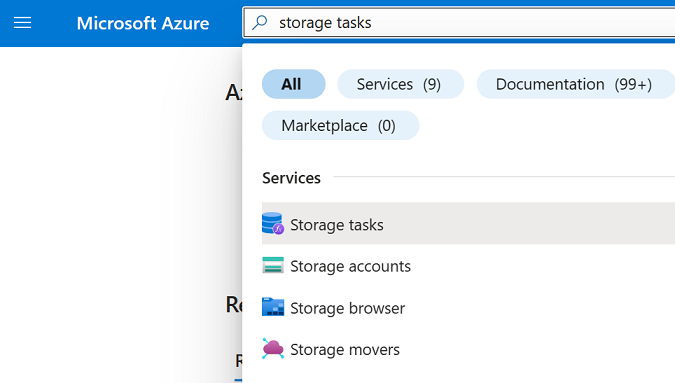 Microsoft Azure storage tasks
All Services (9) Documentation (99+)
Marketplace (0)
Services
Storage tasks
Storage accounts
Storage browser
Storage movers